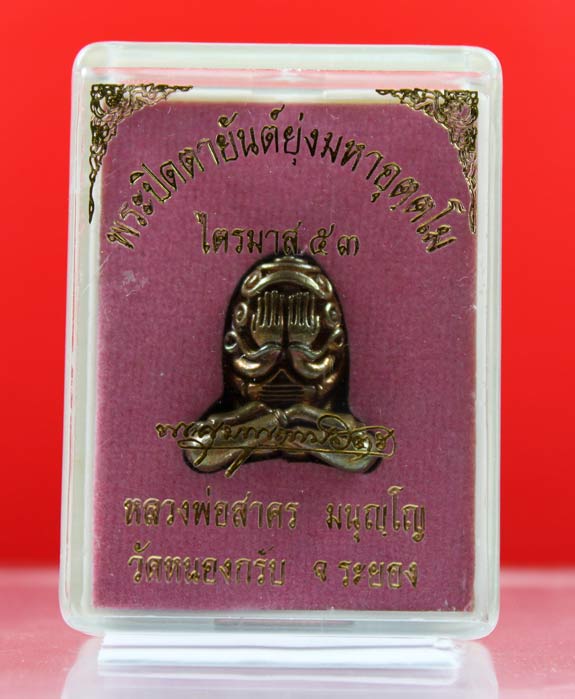 พระปิดตายันต์ยุ่งมหาอุตฺตโม
ไตรมาส ๕๓
หลวงพ่อสาคร มนุญฺโญ
วัดหนองกรับ จ.ระยอง